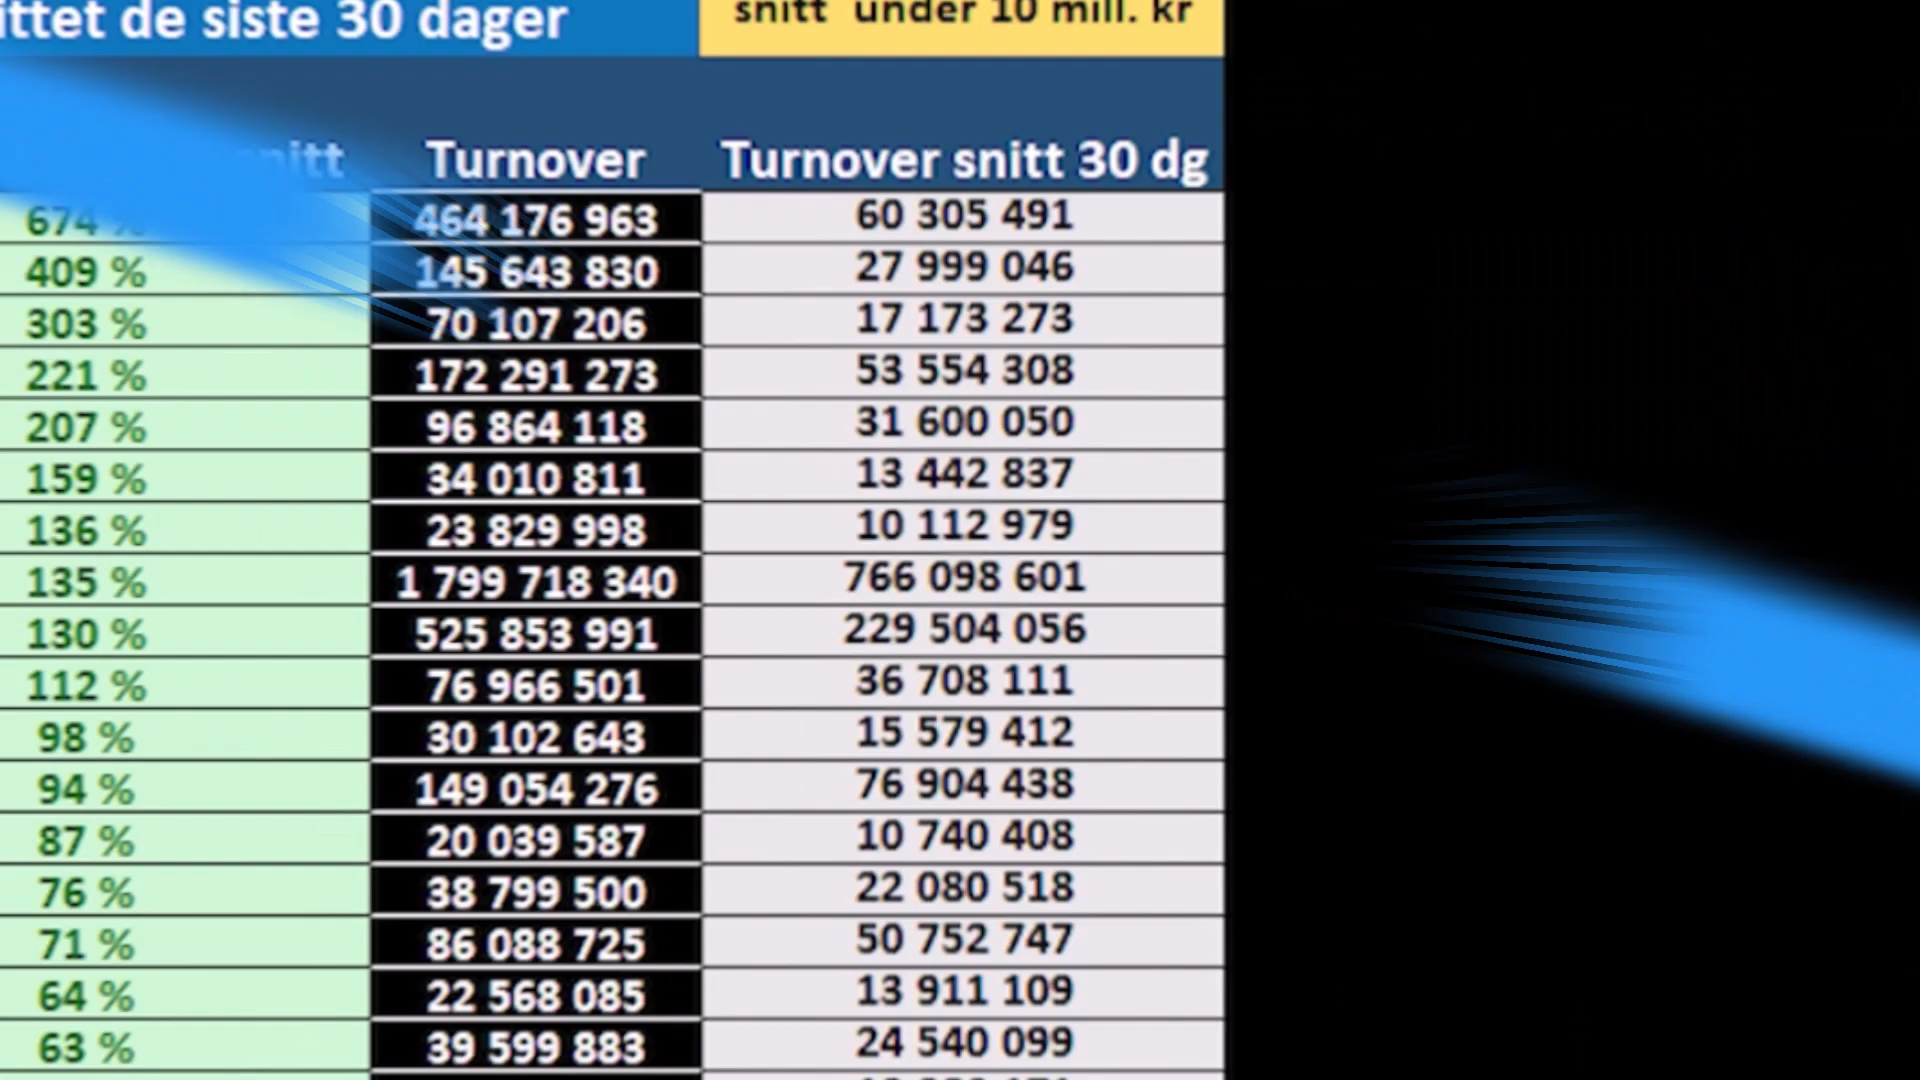 ittet de siste 30 dager snitt under 10 mill. kr
nitt Turnover Turnover snitt 30 dg
674 % 464 176 963 60 305 491
409 % 145 643 830 27 999 046
303 % 70 107 206 17 173 273
221 % 172 291 273 53 554 308
207 % 96 864 118 31 600 050
159 % 34 010 811 13 442 837
136 % 23 829 998 10 112 979
135 % 1 799 718 340 766 098 601
130 % 525 853 991 229 504 056
112 % 76 966 501 36 708 111
98 % 30 102 643 15 579 412
94 % 149 054 276 76 904 438
87 % 20 039 587 10 740 408
76 % 38 799 500 22 080 518
71 % 86 088 725 50 752 747
64 % 22 568 085 13 911 109
63 % 39 599 883 24 540 099